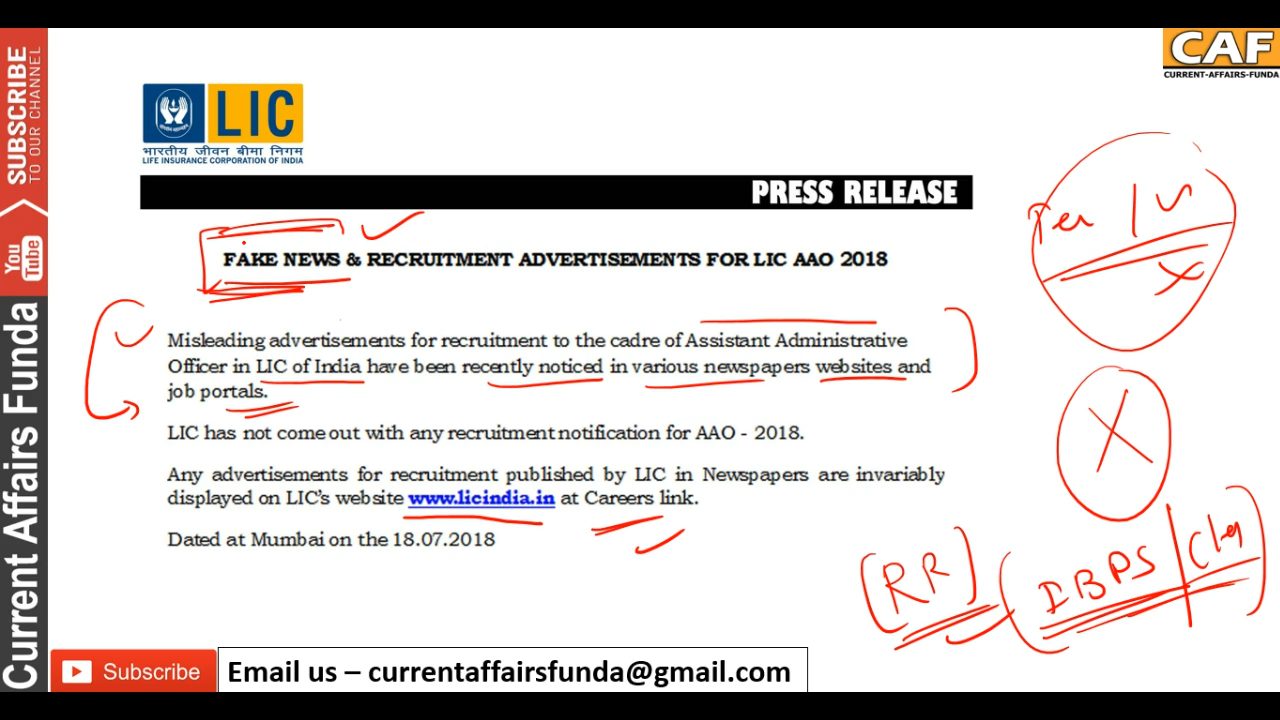 SUBSCRIBE
TO OUR CHANNEL
You
Tube
Current Affairs Funda
CAF
CURRENT-AFFAIRS-FUNDA
LIC
भारतीय जीवन बीमा निगम
LIFE INSURANCE CORPORATION OF INDIA
PRESS RELEASE
FAKE NEWS & RECRUITMENT ADVERTISEMENTS FOR LIC AAO 2018
Misleading advertisements for recruitment to the cadre of Assistant Administrative
Officer in LIC of India have been recently noticed in various newspapers websites and
job portals.
LIC has not come out with any recruitment notification for AAO - 2018.
Any advertisements for recruitment published by LIC in Newspapers are invariably
displayed on LIC's website www.licindia.in at Careers link.
Dated at Mumbai on the 18.07.2018
RR
IBPS
Subscribe
Email us – currentaffairsfunda@gmail.com